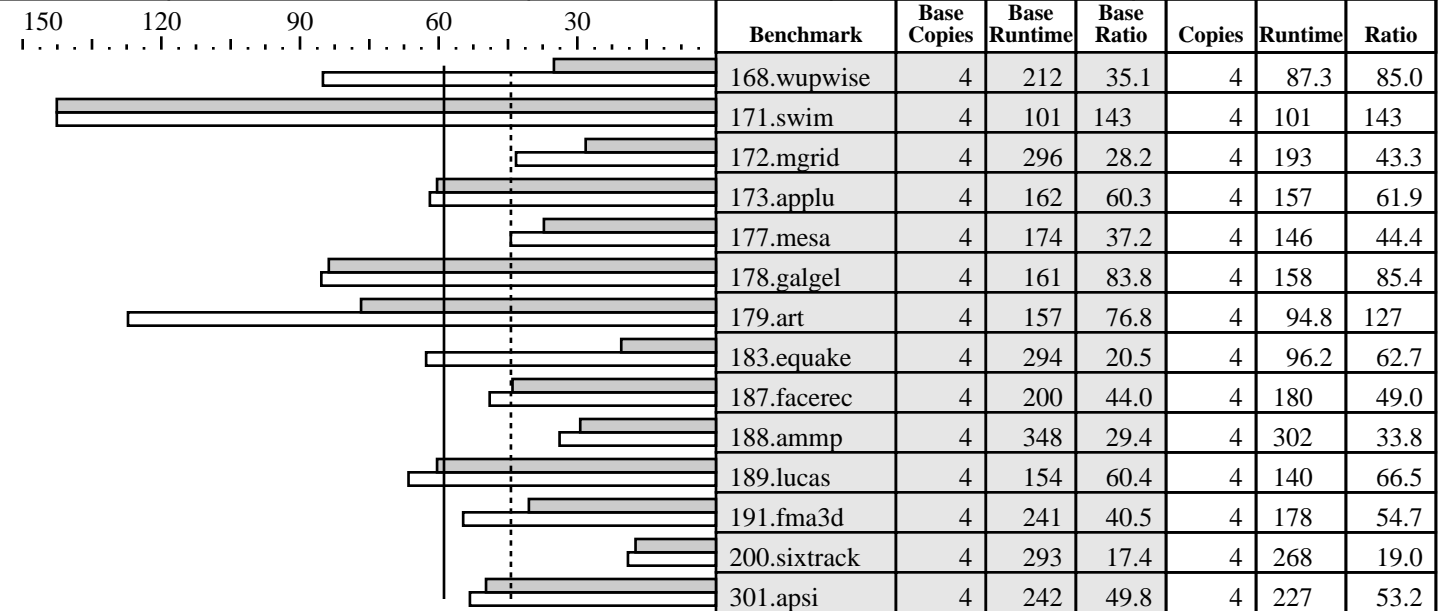 150 120 90 60 30
Benchmark Base Copies Base Runtime Base Ratio Copies Runtime Ratio
168.wupwise 4 212 35.1 4 87.3 85.0
171.swim 4 101 143 4 101 143
172.mgrid 4 296 28.2 4 193 43.3
173.applu 4 162 60.3 4 157 61.9
177.mesa 4 174 37.2 4 146 44.4
178.galgel 4 161 83.8 4 158 85.4
179.art 4 157 76.8 4 94.8 127
183.equake 4 294 20.5 4 96.2 62.7
187.facerec 4 200 44.0 4 180 49.0
188.ammp 4 348 29.4 4 302 33.8
189.lucas 4 154 60.4 4 140 66.5
191.fma3d 4 241 40.5 4 178 54.7
200.sixtrack 4 293 17.4 4 268 19.0
301.apsi 4 242 49.8 4 227 53.2